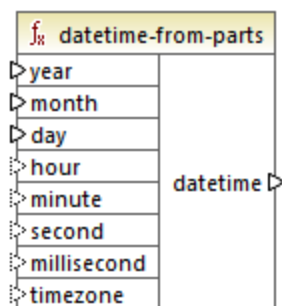 fx datetime-from-parts
year
month
day
hour
minute
second
millisecond
timezone
datetime